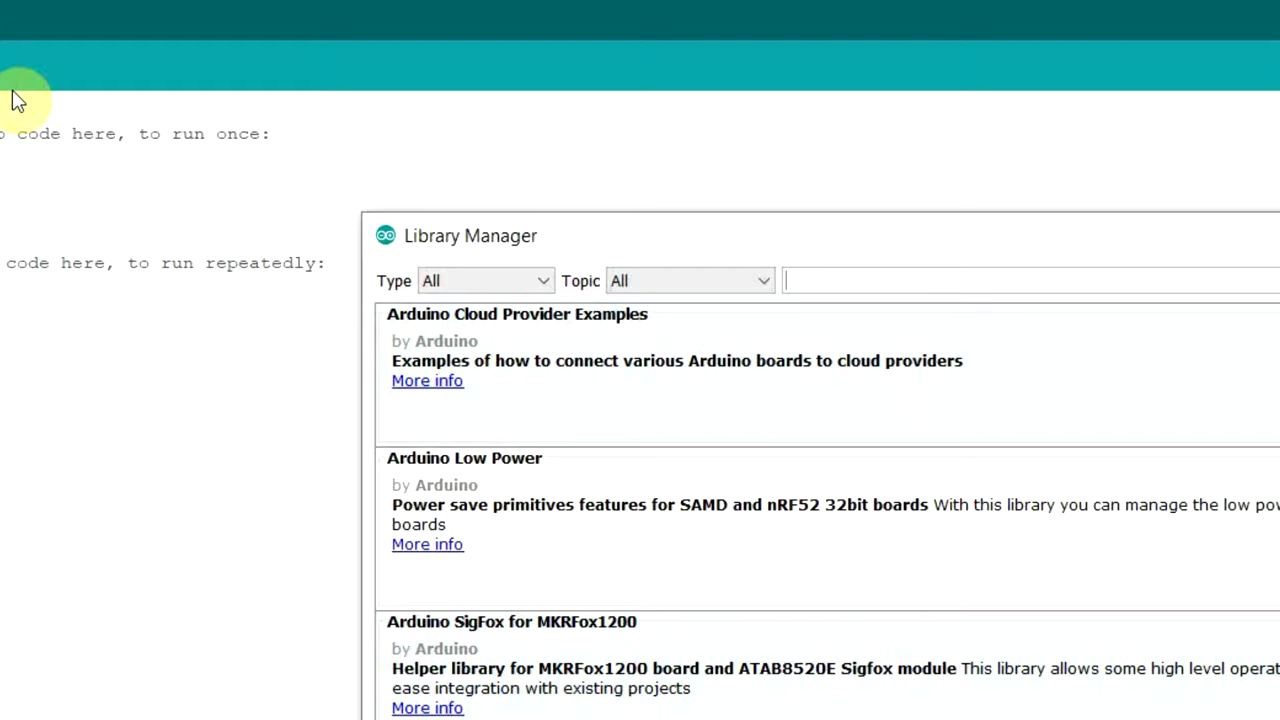 code here, to run once:
code here, to run repeatedly:
Library Manager
Type All Topic All
Arduino Cloud Provider Examples
by Arduino
Examples of how to connect various Arduino boards to cloud providers
More info
Arduino Low Power
by Arduino
Power save primitives features for SAMD and nRF52 32bit boards With this library you can manage the low
boards
More info
Arduino SigFox for MKRFox1200
by Arduino
Helper library for MKRFox1200 board and ATAB8520E Sigfox module This library allows some high level
ease integration with existing projects
More info